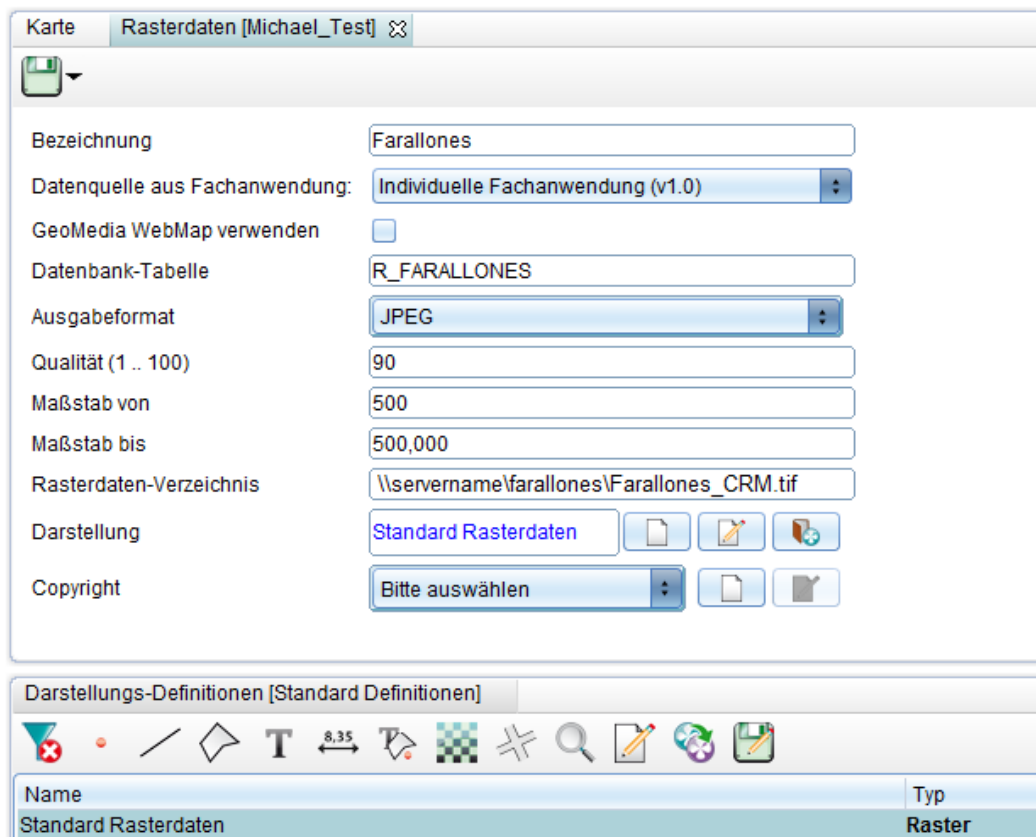 Karte Rasterdaten [Michael_Test]
Bezeichnung Farallones
Datenquelle aus Fachanwendung: Individuelle Fachanwendung (v1.0)
GeoMedia WebMap verwenden
Datenbank-Tabelle R_FARALLONES
Ausgabeformat JPEG
Qualität (1 .. 100) 90
Maßstab von 500
Maßstab bis 500,000
Rasterdaten-Verzeichnis \\servername\farallones\Farallones_CRM.tif
Darstellung Standard Rasterdaten
Copyright Bitte auswählen
Darstellungs-Definitionen [Standard Definitionen]
T 8,35 T
Name Typ
Standard Rasterdaten Raster